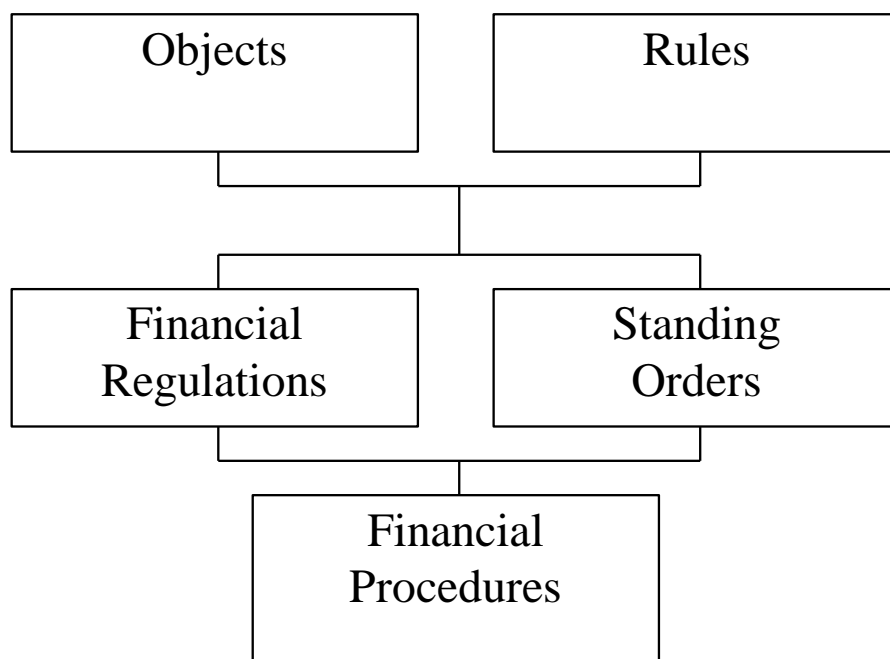 Objects
Rules
Financial
Regulations
Standing
Orders
Financial
Procedures